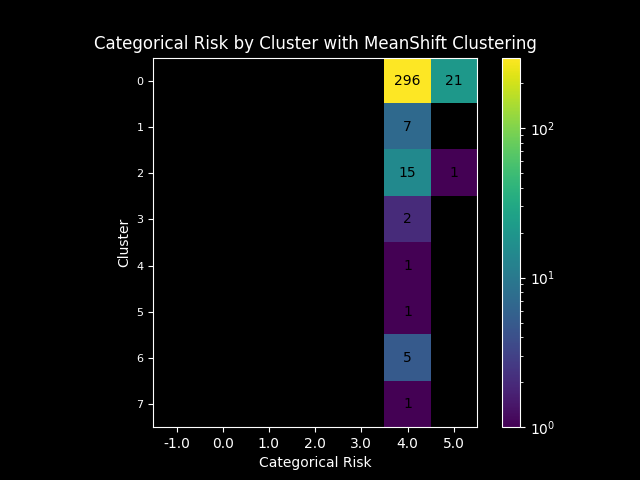 Categorical Risk by Cluster with MeanShift Clustering
0 296 21
1 7
2 15 1
3 2
4 1
5 1
6 5
7 1
-1.0 0.0 1.0 2.0 3.0 4.0 5.0
Categorical Risk
Cluster
10²
10¹
10⁰